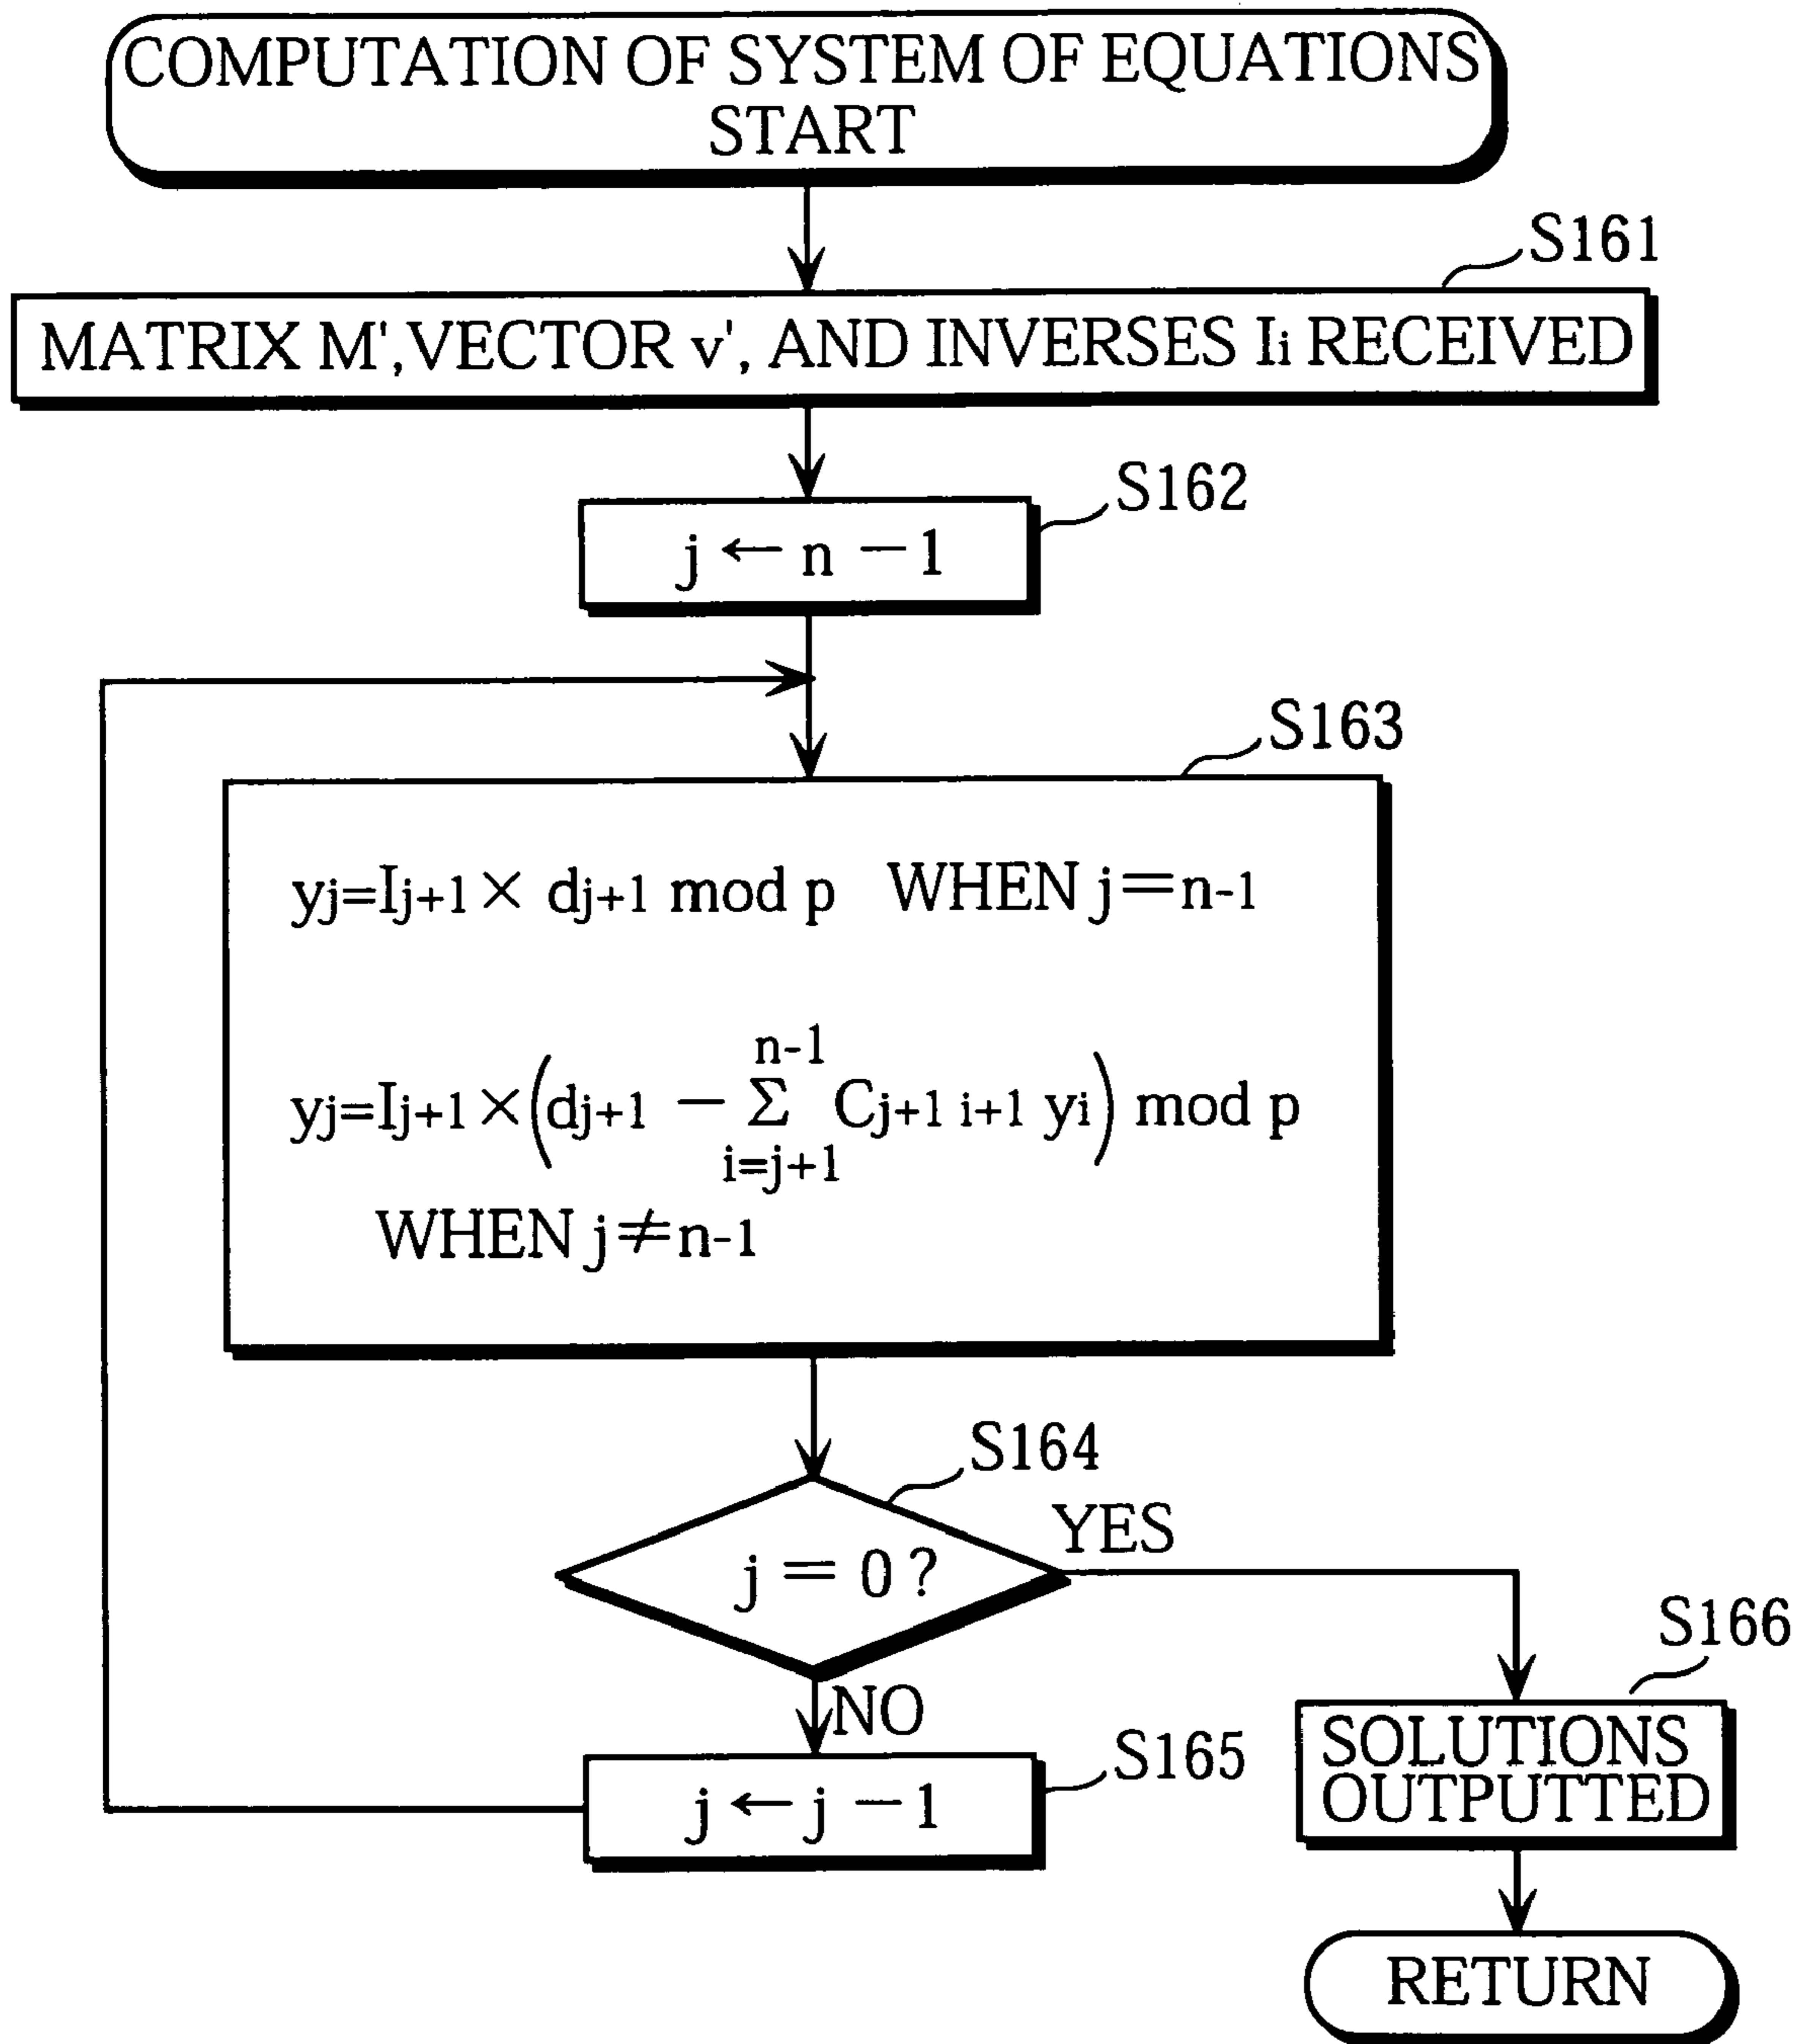 COMPUTATION OF SYSTEM OF EQUATIONS
START
S161
MATRIX M', VECTOR v', AND INVERSES Ii RECEIVED
S162
j ← n − 1
S163
yj=Ij+1 × dj+1 mod p WHEN j=n-1
n-1
yj=Ij+1 × (dj+1 − Σ Cj+1 i+1 yi) mod p
i=j+1
WHEN j≠n-1
S164
YES
j = 0 ?
S166
NO
SOLUTIONS
OUTPUTTED
S165
j ← j − 1
RETURN